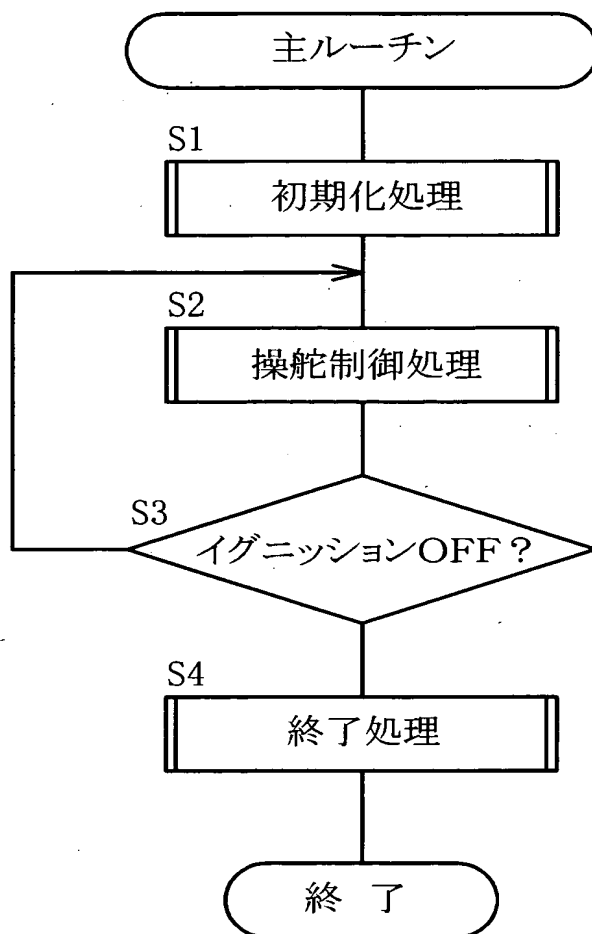 主ルーチン
S1
初期化処理
S2
操舵制御処理
S3
イグニッションOFF？
S4
終了処理
終 了